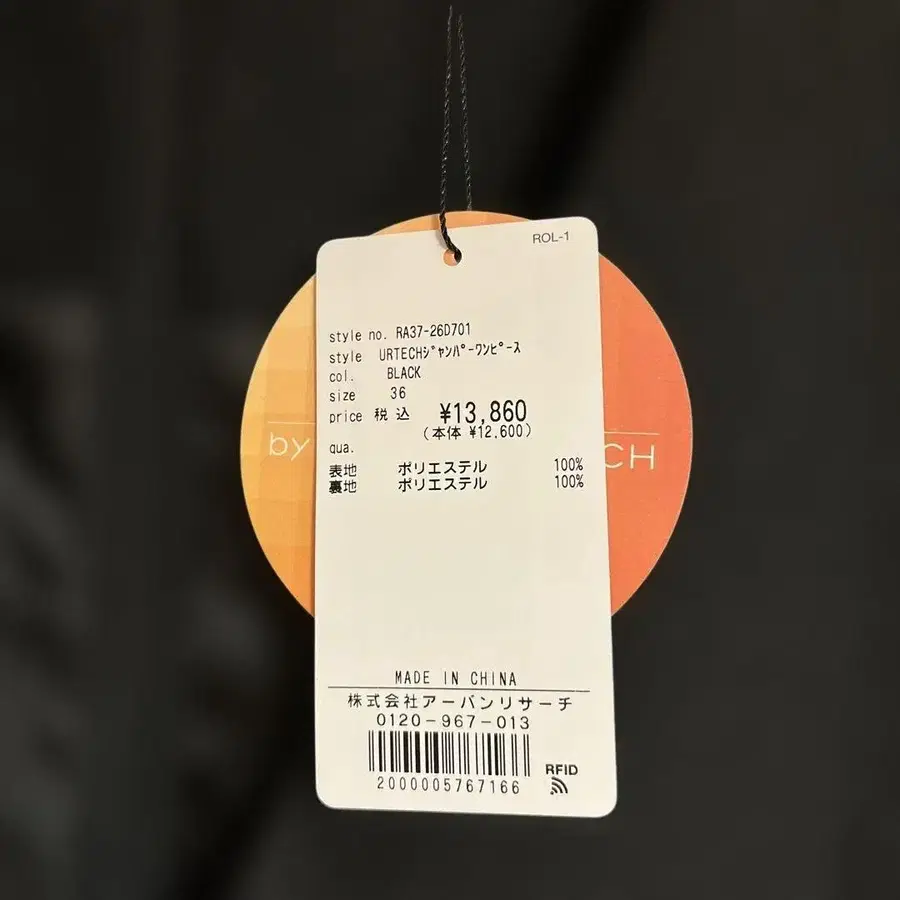 ROL-1
style no. RA37-26D701
style URTECHｼﾞｬﾝﾊﾟｰﾜﾝﾋﾟｰｽ
col. BLACK
size 36
price 税込 ¥13,860
(本体 ¥12,600)
by
CH
qua.
表地 ポリエステル 100%
裏地 ポリエステル 100%
MADE IN CHINA
株式会社アーバンリサーチ
0120-967-013
RFID
2000005767166